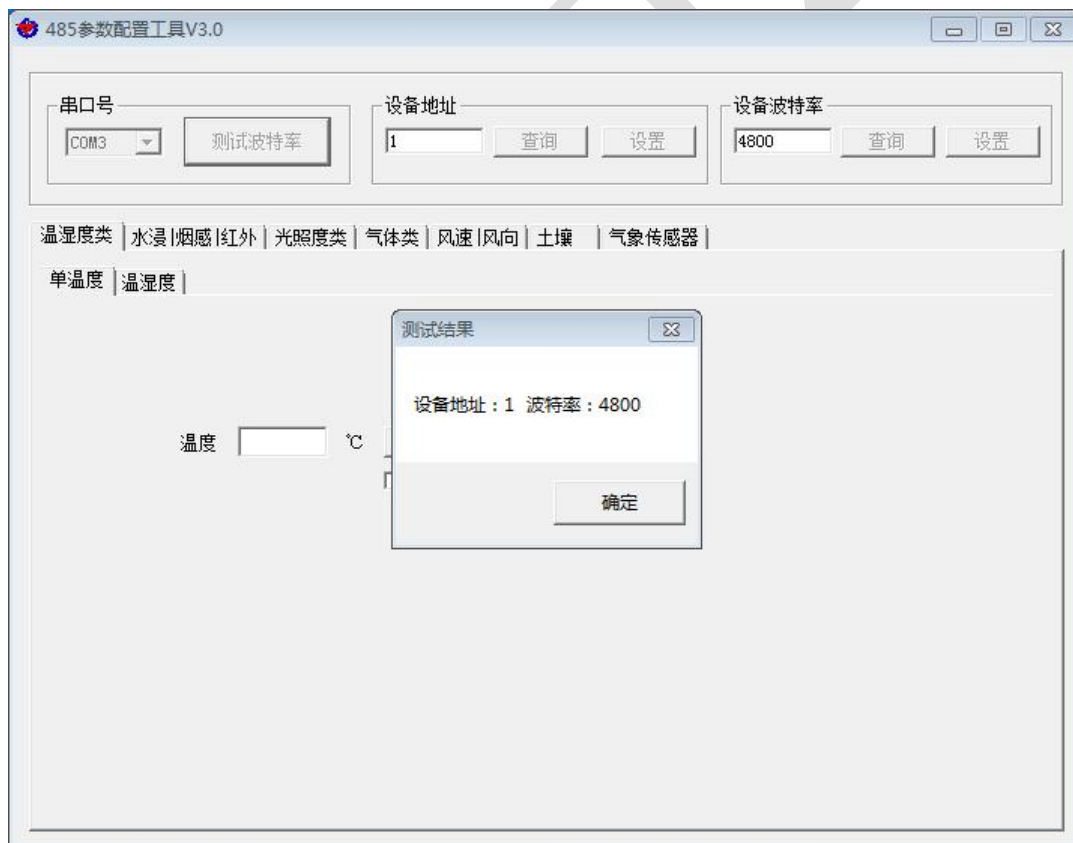 485参数配置工具V3.0
串口号 设备地址 设备波特率
COM3 测试波特率 1 查询 设置 4800 查询 设置
温湿度类 水浸|烟感|红外 光照度类 气体类 风速|风向 土壤 气象传感器
单温度 温湿度
测试结果
设备地址：1 波特率：4800
温度 ℃
确定